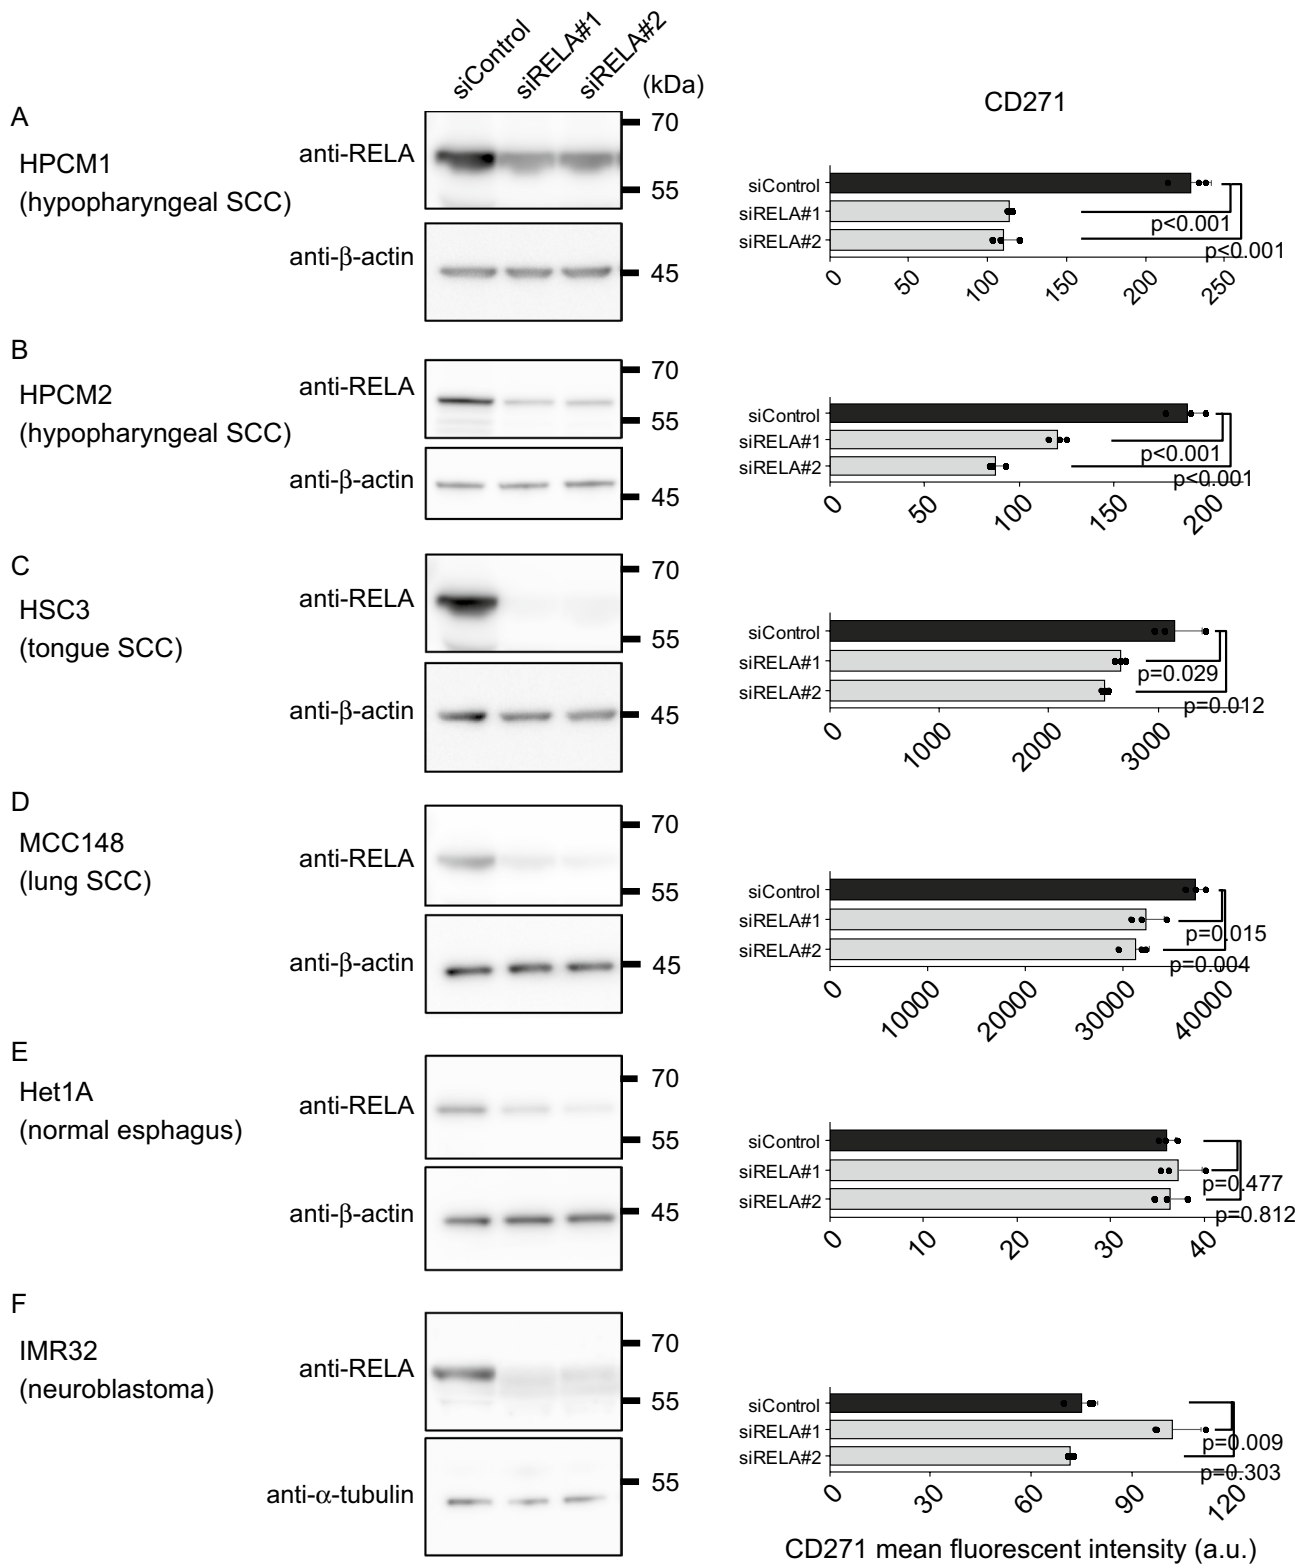 siControl siRELA#1 siRELA#2 (kDa)
CD271
A
HPCM1
(hypopharyngeal SCC)
anti-RELA
70
55
anti-β-actin
45
siControl
siRELA#1
siRELA#2
p<0.001
p<0.001
0 50 100 150 200 250
B
HPCM2
(hypopharyngeal SCC)
anti-RELA
70
55
anti-β-actin
45
siControl
siRELA#1
siRELA#2
p<0.001
p<0.001
0 50 100 150 200
C
HSC3
(tongue SCC)
anti-RELA
70
55
anti-β-actin
45
siControl
siRELA#1
siRELA#2
p=0.029
p=0.012
0 1000 2000 3000
D
MCC148
(lung SCC)
anti-RELA
70
55
anti-β-actin
45
siControl
siRELA#1
siRELA#2
p=0.015
p=0.004
0 10000 20000 30000 40000
E
Het1A
(normal esphagus)
anti-RELA
70
55
anti-β-actin
45
siControl
siRELA#1
siRELA#2
p=0.477
p=0.812
0 10 20 30 40
F
IMR32
(neuroblastoma)
anti-RELA
70
55
anti-α-tubulin
55
siControl
siRELA#1
siRELA#2
p=0.009
p=0.303
0 30 60 90 120
CD271 mean fluorescent intensity (a.u.)